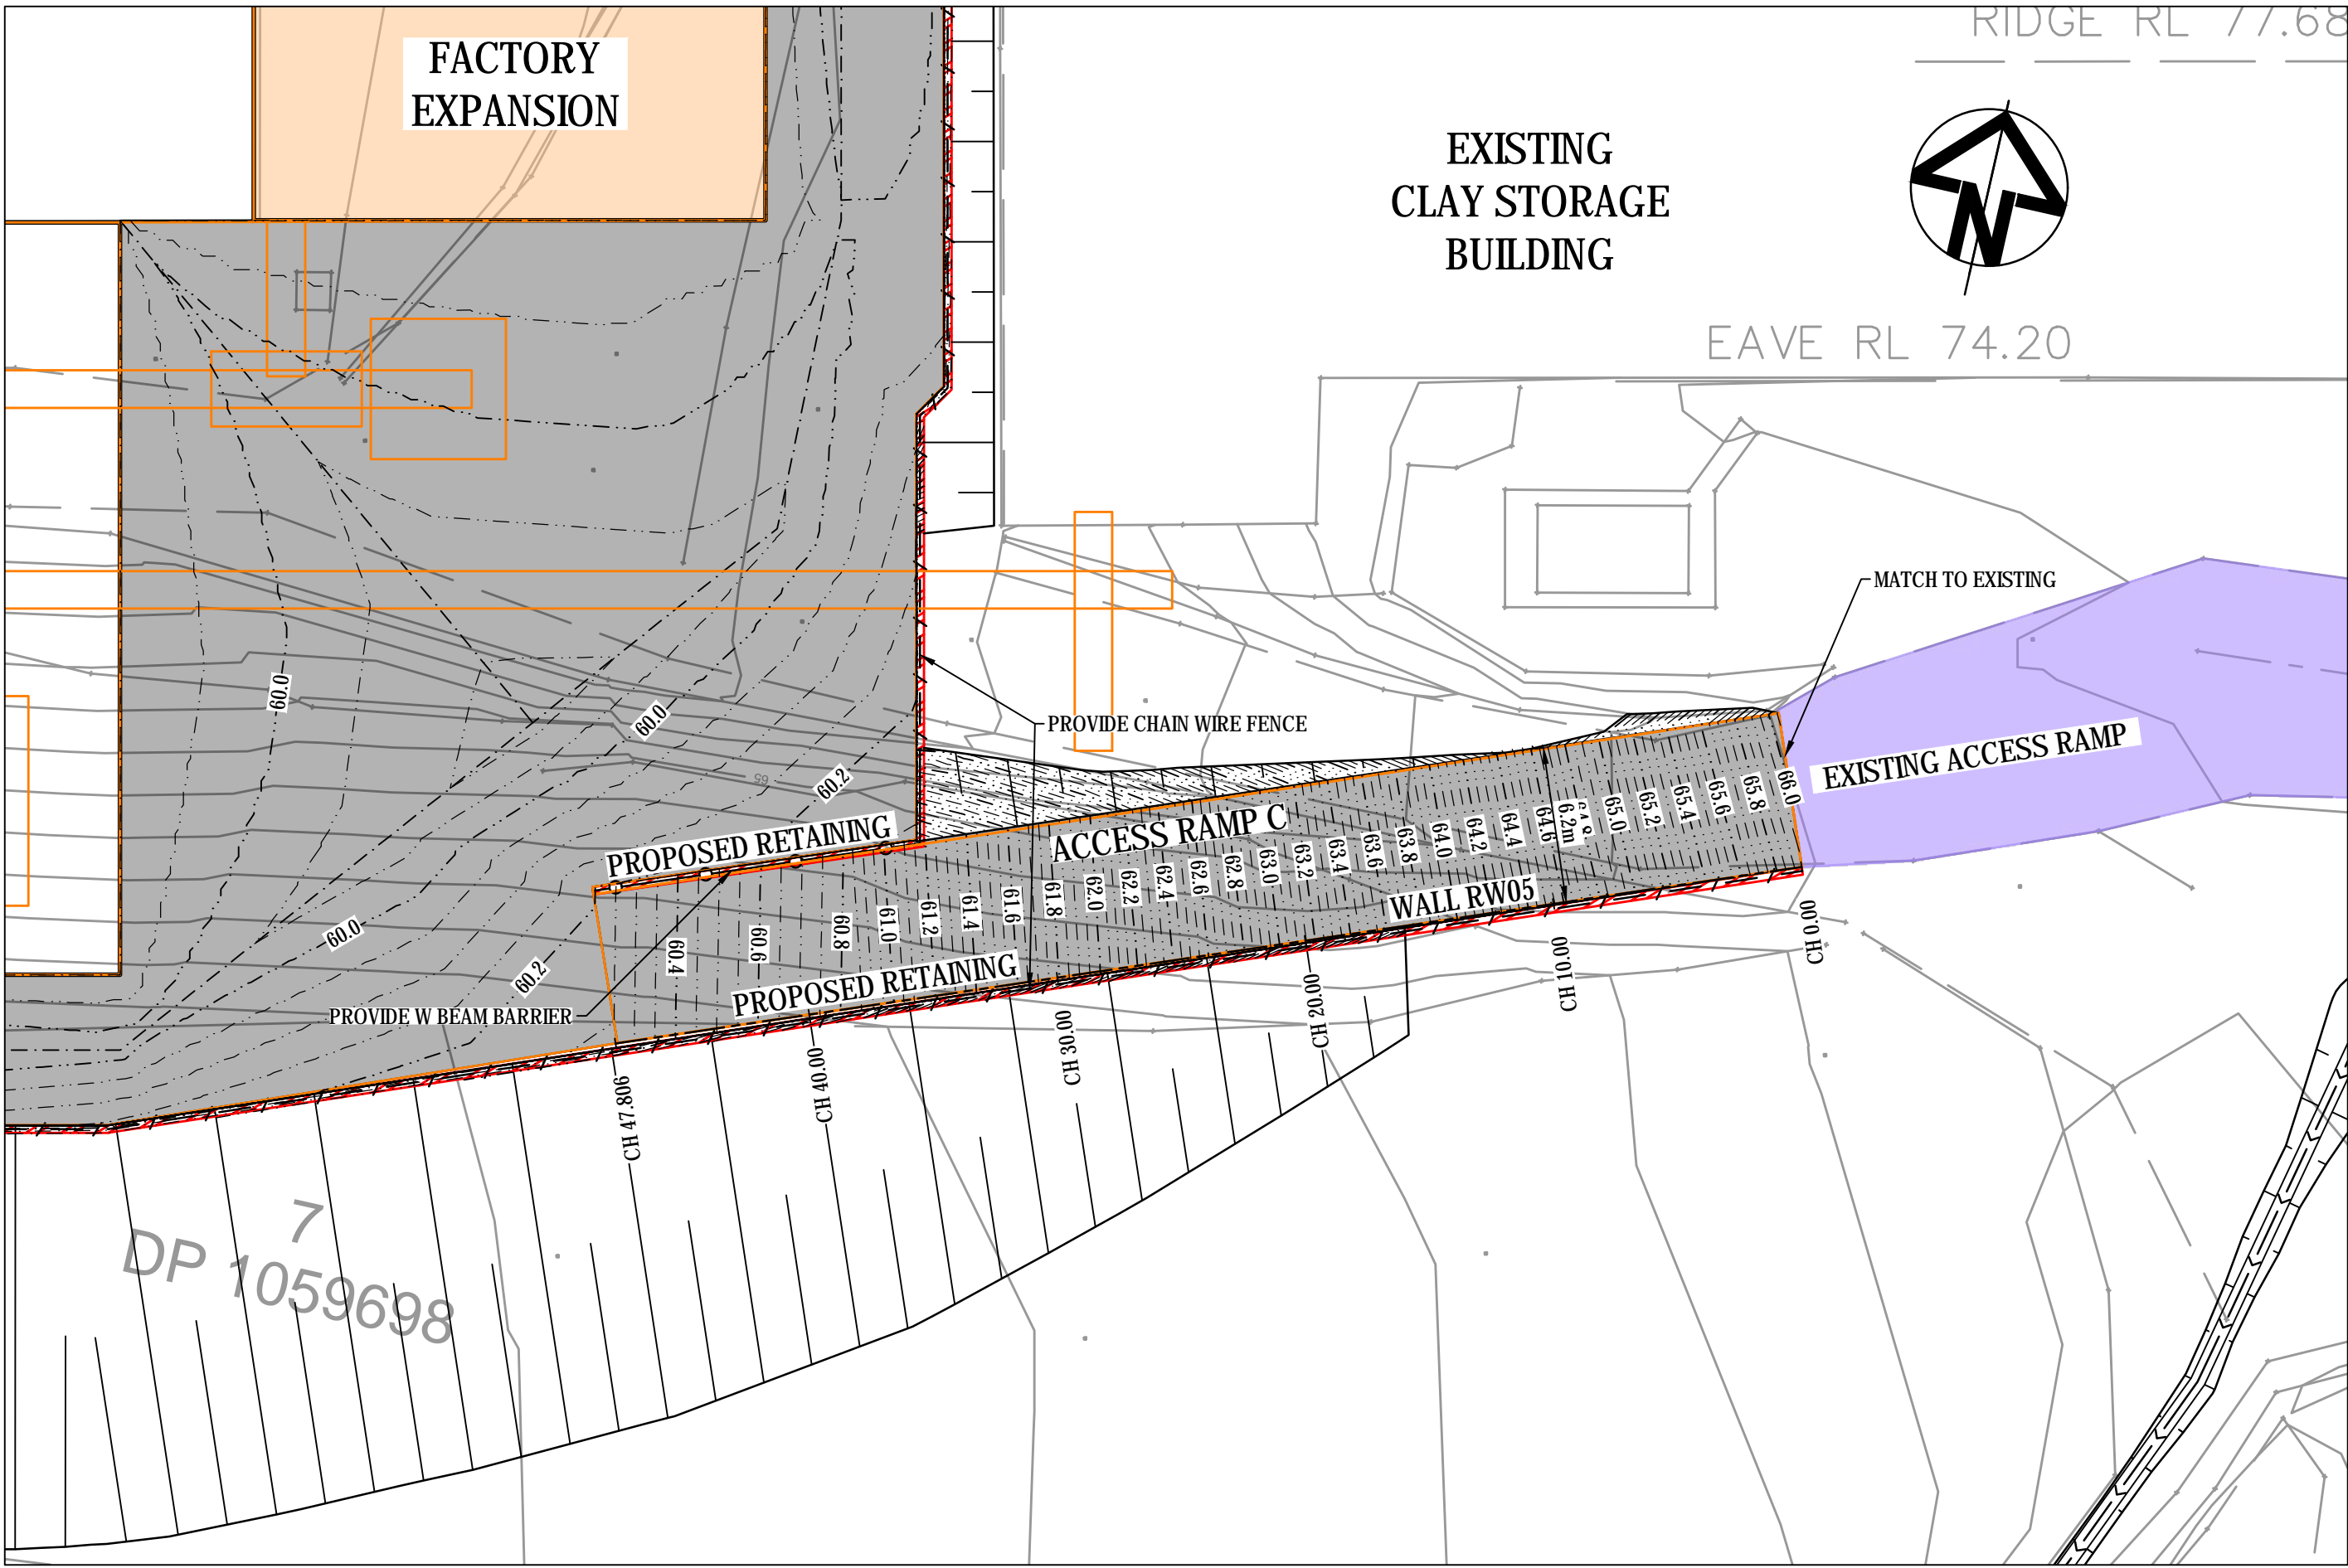 RIDGE RL 77.68
FACTORY
EXPANSION
EXISTING
CLAY STORAGE
BUILDING
N
EAVE RL 74.20
MATCH TO EXISTING
PROVIDE CHAIN WIRE FENCE
EXISTING ACCESS RAMP
60.0
60.0
60.2
65
PROPOSED RETAINING
ACCESS RAMP C
60.0
60.2
60.4
60.6
60.8
61.0
61.2
61.4
61.6
61.8
62.0
62.2
62.4
62.6
62.8
63.0
63.2
63.4
63.6
63.8
64.0
64.2
64.4
64.6
64.8
6.2m
65.0
65.2
65.4
65.6
65.8
66.0
WALL RW05
PROPOSED RETAINING
PROVIDE W BEAM BARRIER
CH 47.806
CH 40.00
CH 30.00
CH 20.00
CH 10.00
CH 0.00
7
DP 1059698